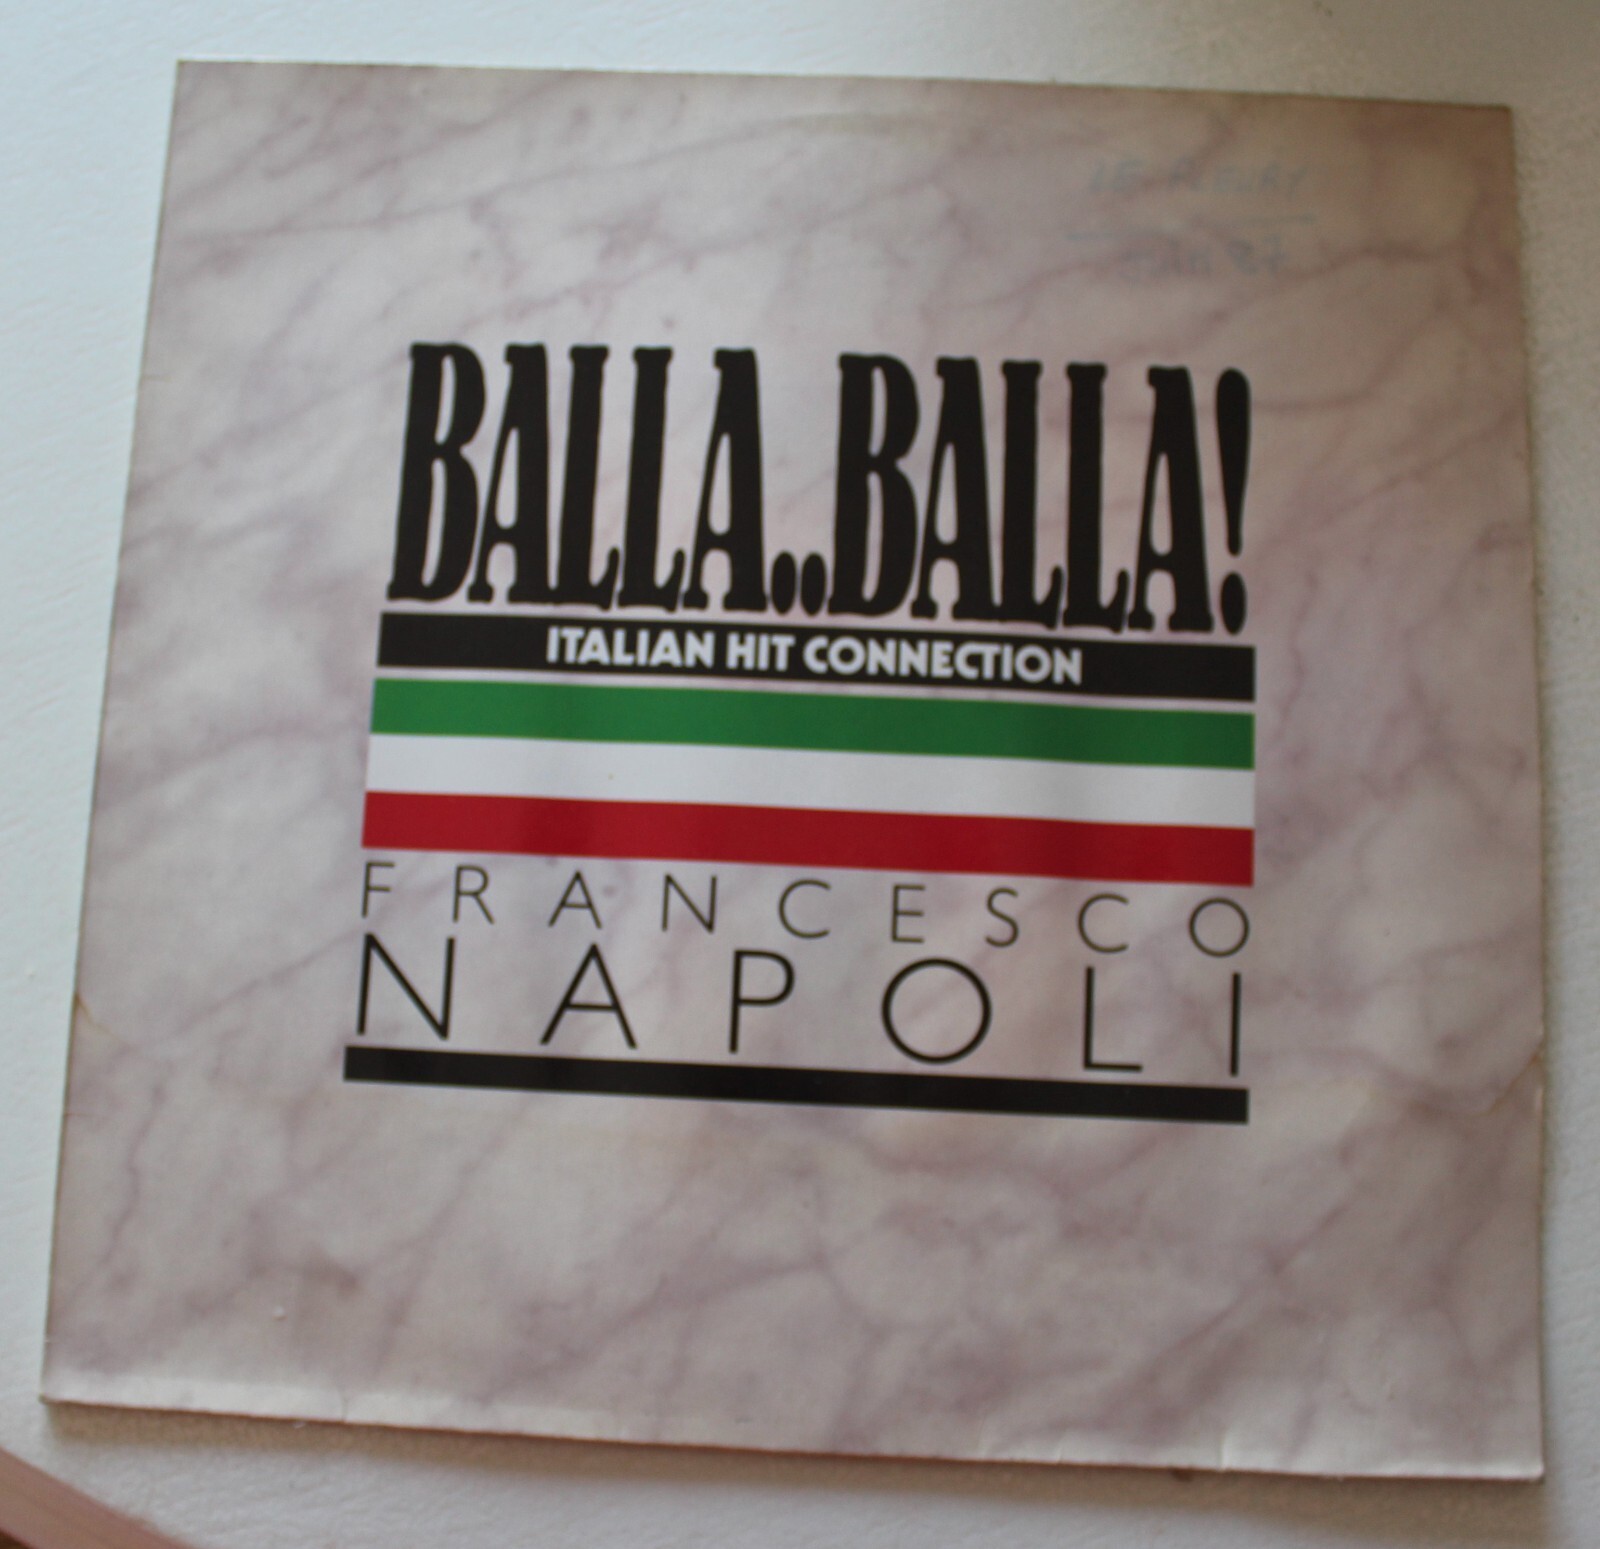 BALLA..BALLA!
ITALIAN HIT CONNECTION
FRANCESCO
NAPOLI